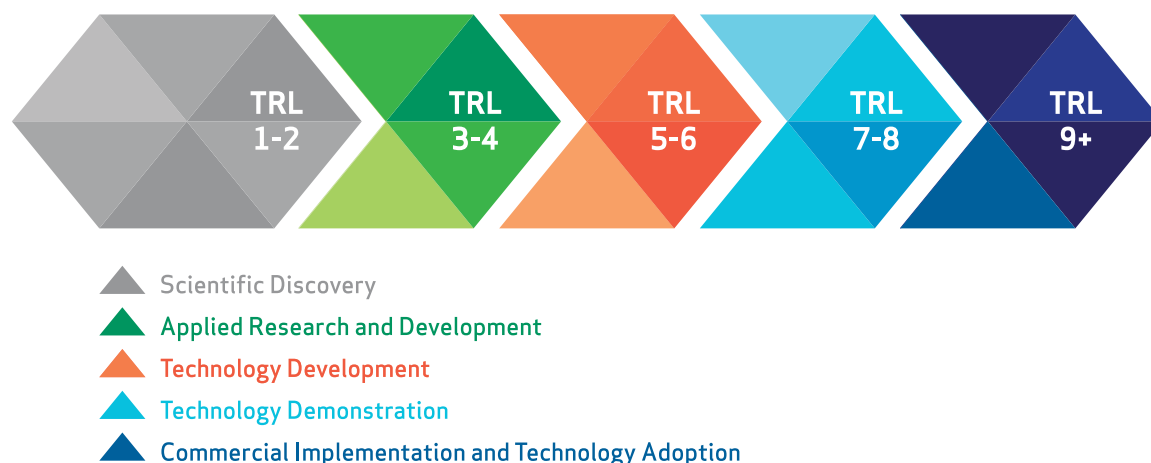 TRL
1-2
TRL
3-4
TRL
5-6
TRL
7-8
TRL
9+
Scientific Discovery
Applied Research and Development
Technology Development
Technology Demonstration
Commercial Implementation and Technology Adoption